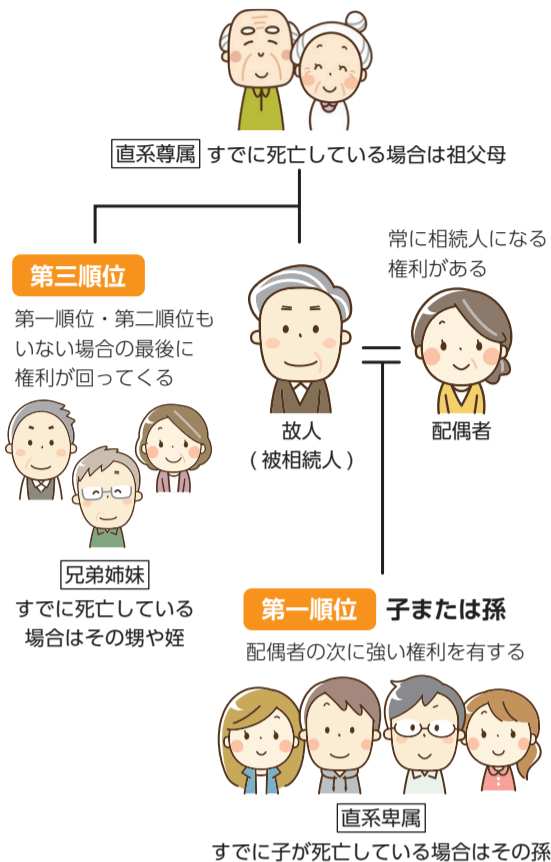 直系尊属 すでに死亡している場合は祖父母
常に相続人になる
権利がある
第三順位
第一順位・第二順位も
いない場合の最後に
権利が回ってくる
故人
(被相続人)
配偶者
兄弟姉妹
すでに死亡している
場合はその甥や姪
第一順位 子または孫
配偶者の次に強い権利を有する
直系卑属
すでに子が死亡している場合はその孫